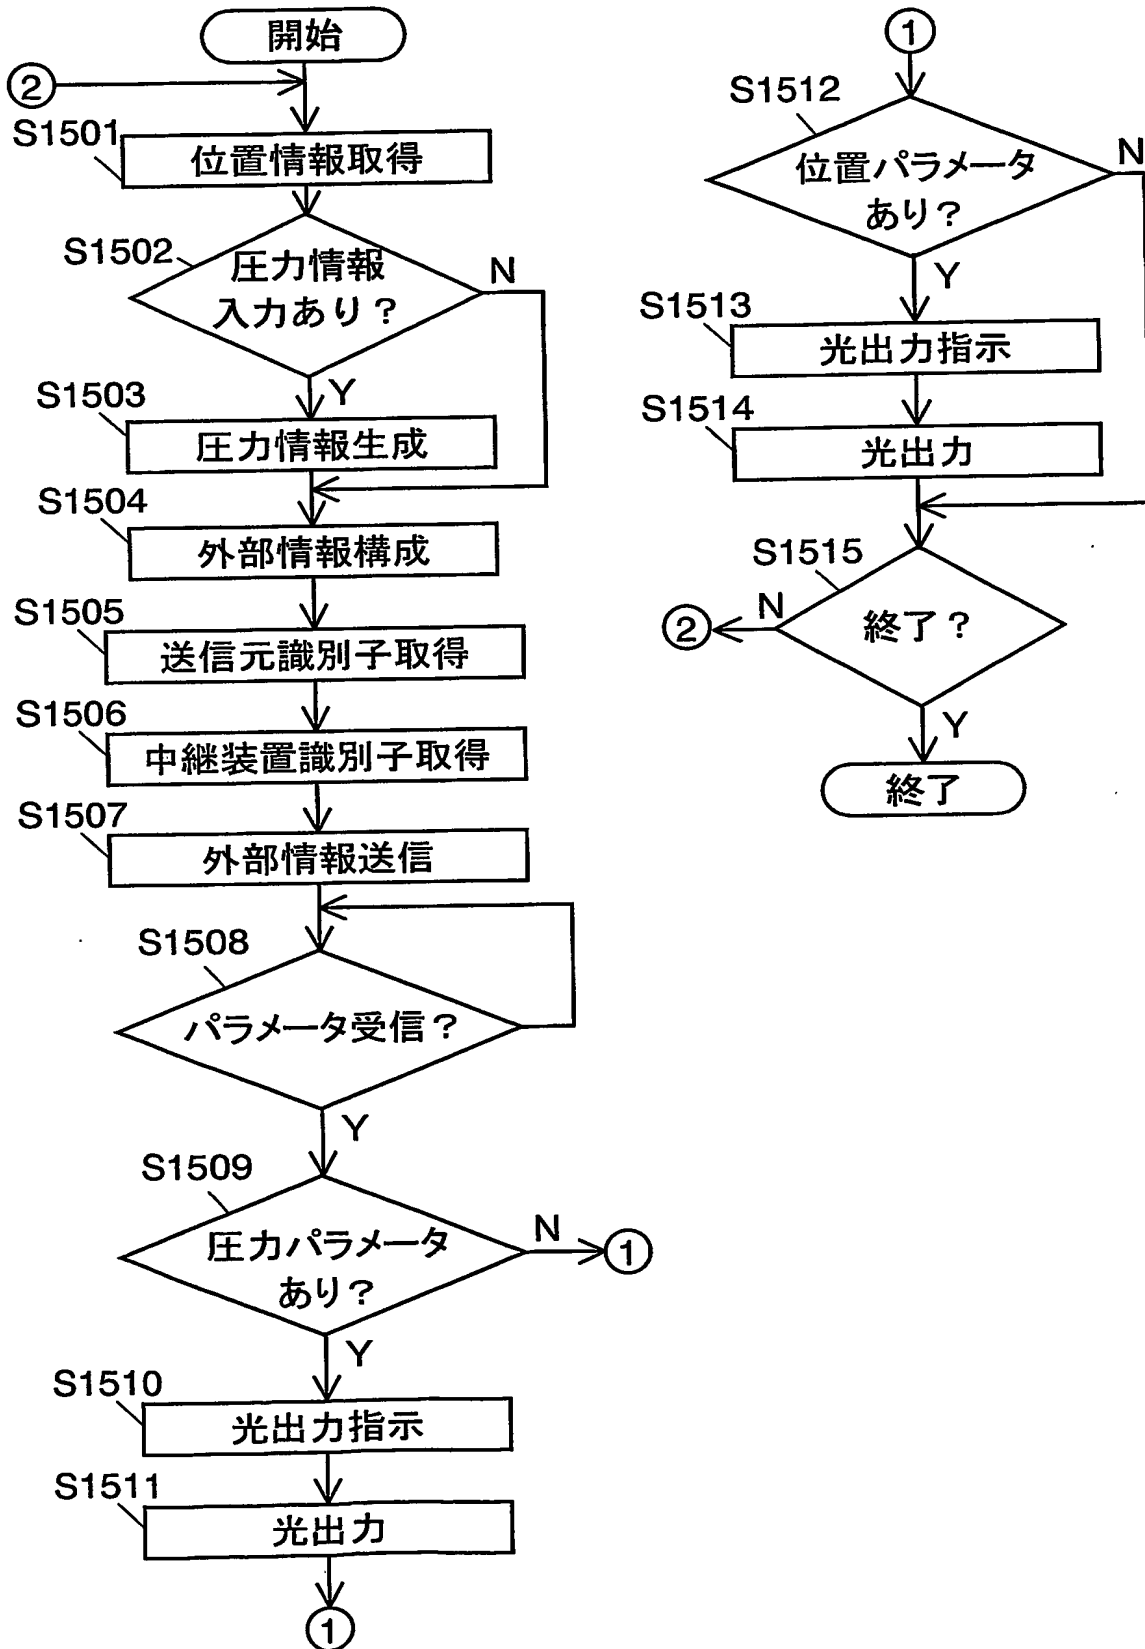 開始
②
S1501
位置情報取得
S1502
圧力情報
入力あり?
N
Y
S1503
圧力情報生成
S1504
外部情報構成
S1505
送信元識別子取得
S1506
中継装置識別子取得
S1507
外部情報送信
S1508
パラメータ受信?
Y
S1509
圧力パラメータ
あり?
N
①
Y
S1510
光出力指示
S1511
光出力
①
①
S1512
位置パラメータ
あり?
N
Y
S1513
光出力指示
S1514
光出力
S1515
終了?
N
②
Y
終了